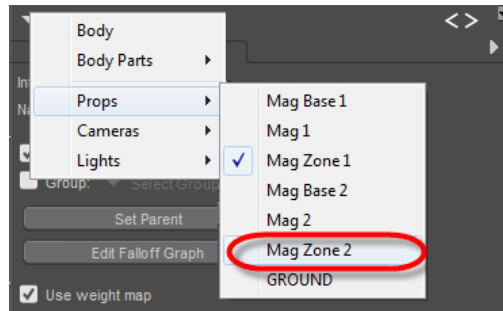 Body
Body Parts
Props
Cameras
Lights
Mag Base 1
Mag 1
Mag Zone 1
Mag Base 2
Mag 2
Mag Zone 2
GROUND
Group: Select Group
Set Parent
Edit Falloff Graph
Use weight map